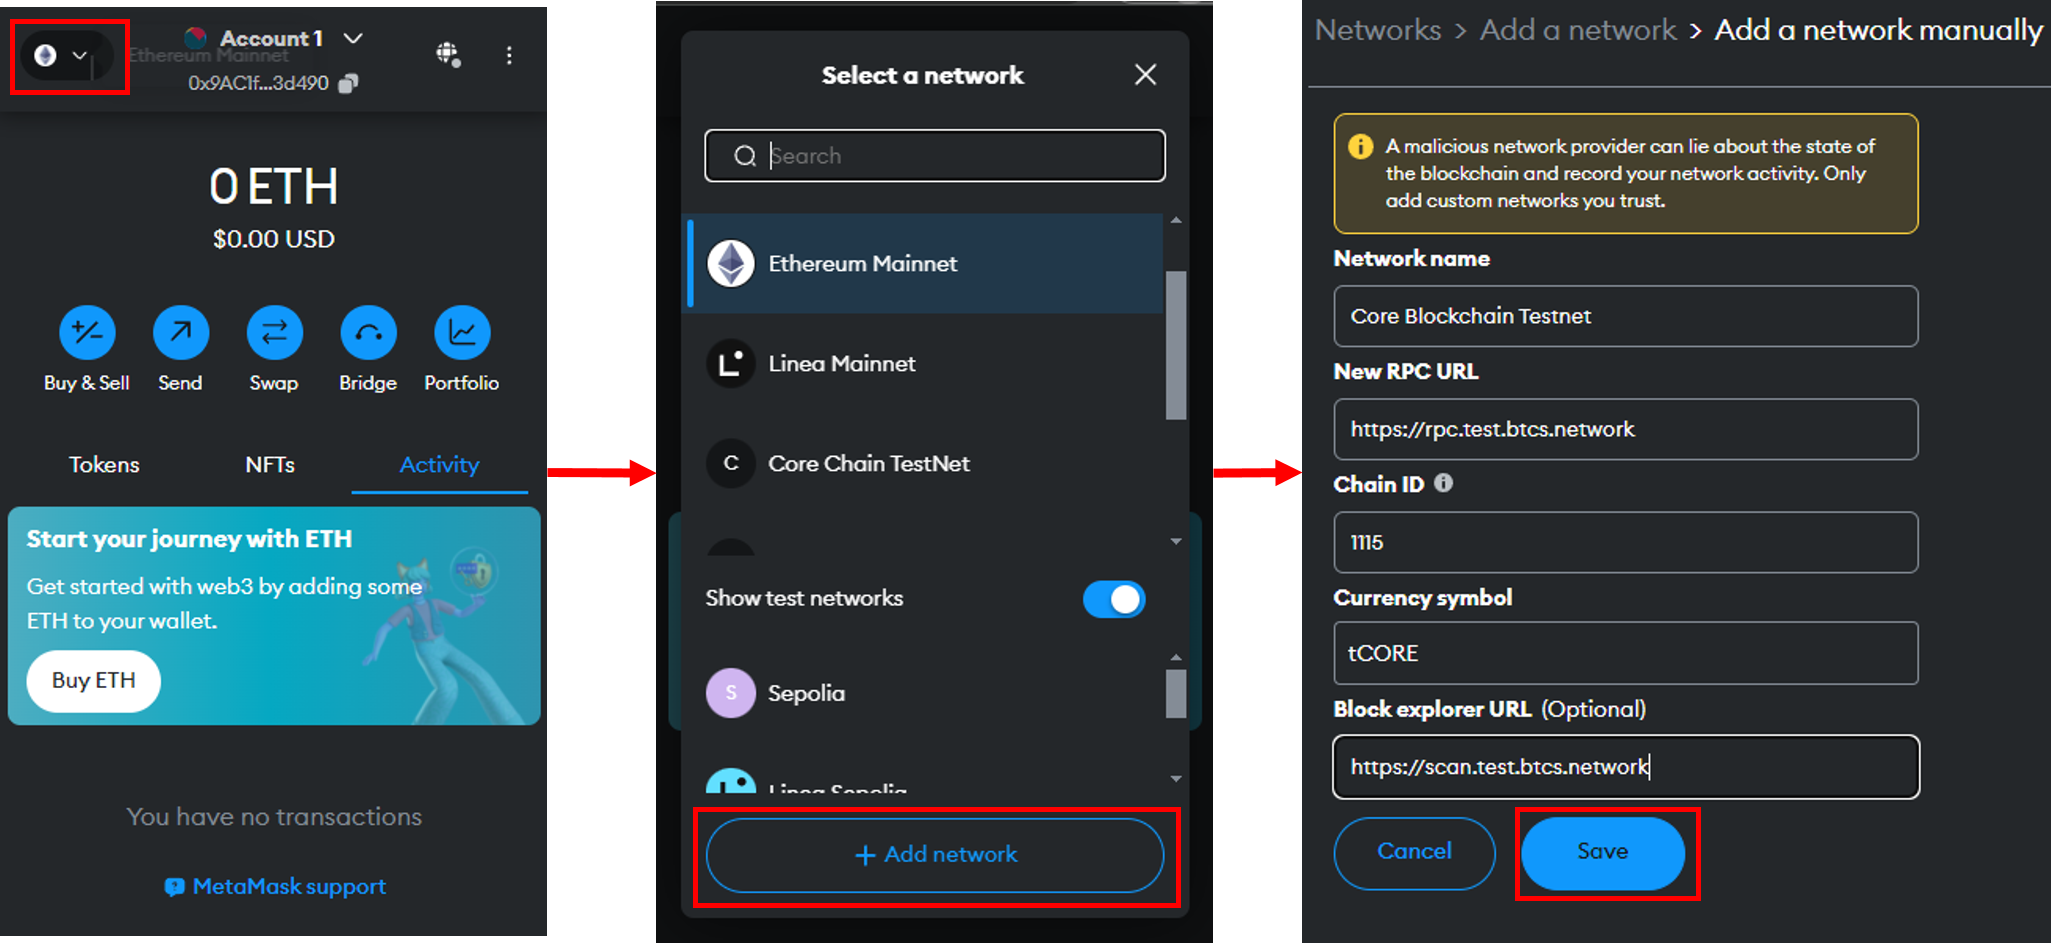 Account 1
Ethereum Mainnet
0x9AC1f...3d490
0 ETH
$0.00 USD
Buy & Sell
Send
Swap
Bridge
Portfolio
Tokens
NFTs
Activity
Start your journey with ETH
Get started with web3 by adding some
ETH to your wallet.
Buy ETH
You have no transactions
MetaMask support
Select a network
Search
Ethereum Mainnet
Linea Mainnet
C
Core Chain TestNet
Show test networks
S
Sepolia
Linea Sepolia
+ Add network
Networks > Add a network > Add a network manually
A malicious network provider can lie about the state of
the blockchain and record your network activity. Only
add custom networks you trust.
Network name
Core Blockchain Testnet
New RPC URL
https://rpc.test.btcs.network
Chain ID
1115
Currency symbol
tCORE
Block explorer URL (Optional)
https://scan.test.btcs.network
Cancel
Save